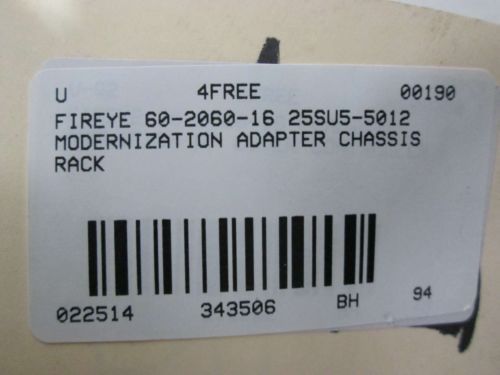 U 4FREE 00190
FIREYE 60-2060-16 25SU5-5012
MODERNIZATION ADAPTER CHASSIS
RACK
022514 343506 BH 94